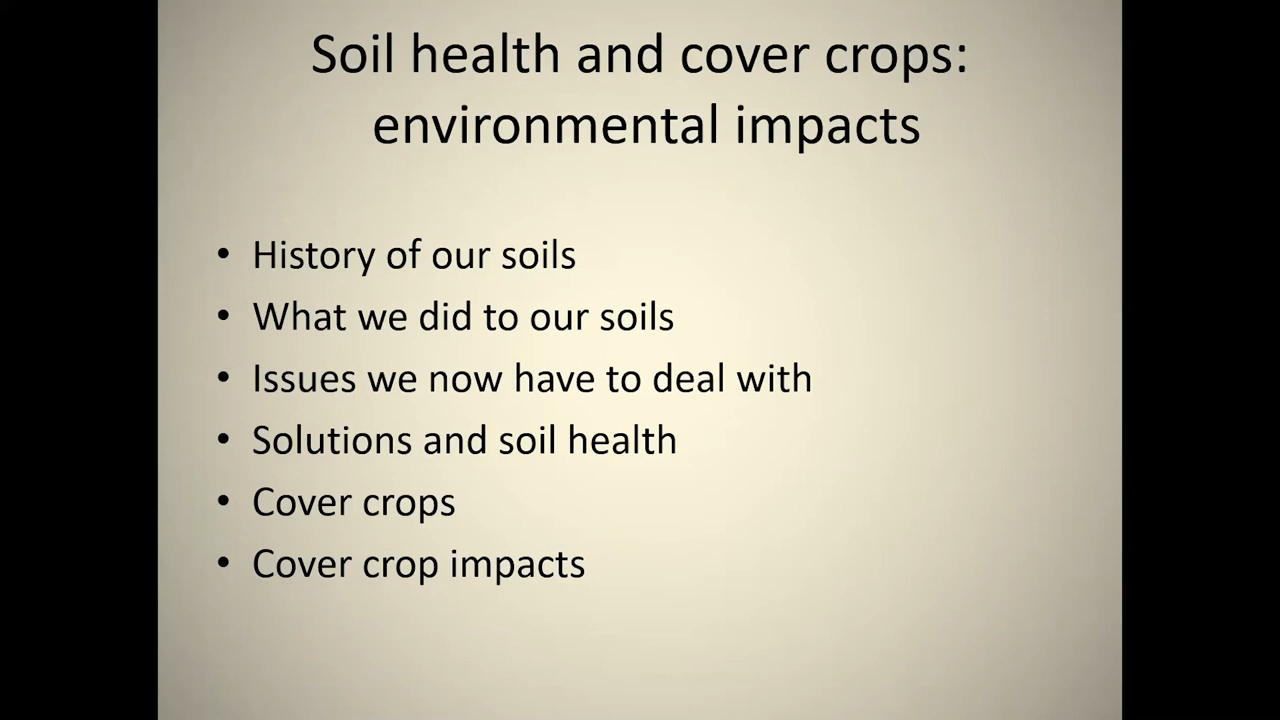 Soil health and cover crops:
environmental impacts
• History of our soils
• What we did to our soils
• Issues we now have to deal with
• Solutions and soil health
• Cover crops
• Cover crop impacts